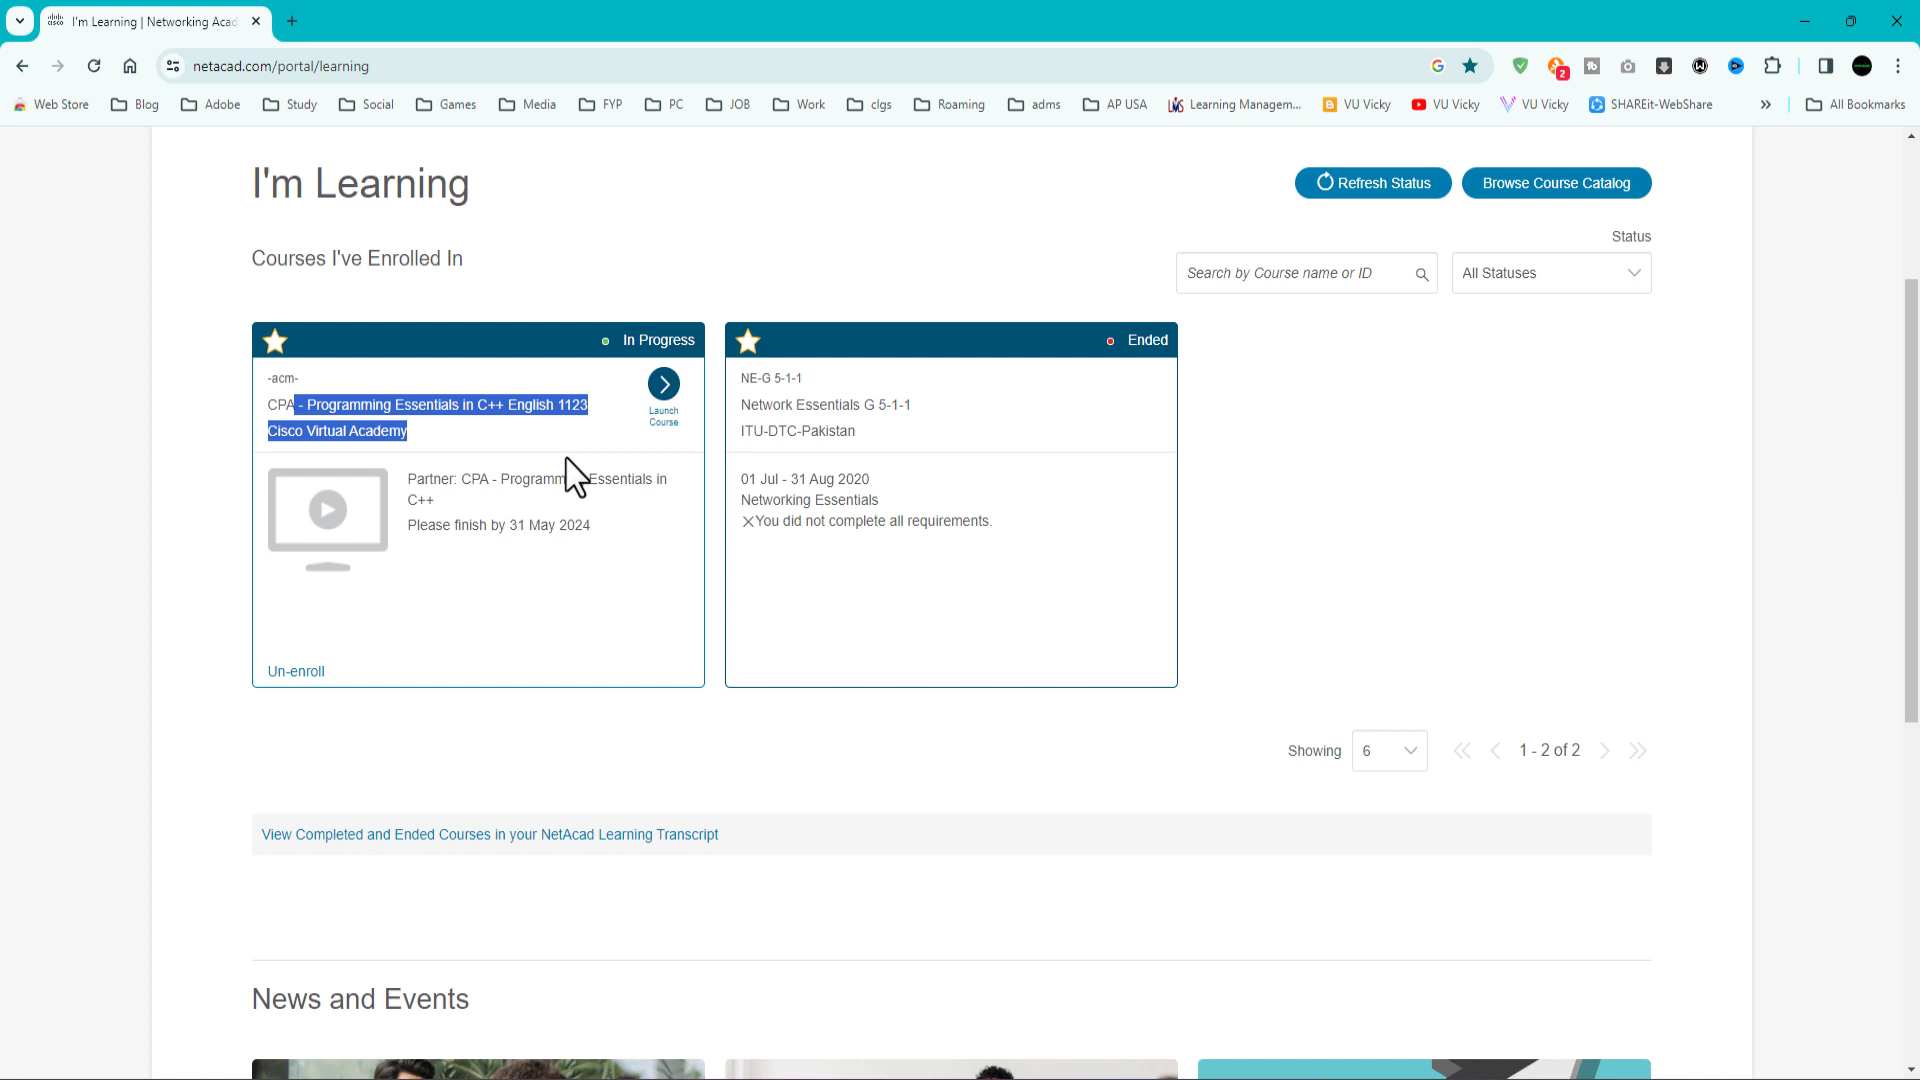 I'm Learning | Networking Acad
netacad.com/portal/learning
2
Web Store
Blog
Adobe
Study
Social
Games
Media
FYP
PC
JOB
Work
clgs
Roaming
adms
AP USA
Learning Managem...
VU Vicky
VU Vicky
VU Vicky
SHAREit-WebShare
All Bookmarks
I'm Learning
Refresh Status
Browse Course Catalog
Status
Courses I've Enrolled In
Search by Course name or ID
All Statuses
In Progress
-acm-
CPA - Programming Essentials in C++ English 1123
Cisco Virtual Academy
Launch
Course
Partner: CPA - Programm Essentials in
C++
Please finish by 31 May 2024
Un-enroll
Ended
NE-G 5-1-1
Network Essentials G 5-1-1
ITU-DTC-Pakistan
01 Jul - 31 Aug 2020
Networking Essentials
You did not complete all requirements.
Showing
6
1 - 2 of 2
View Completed and Ended Courses in your NetAcad Learning Transcript
News and Events